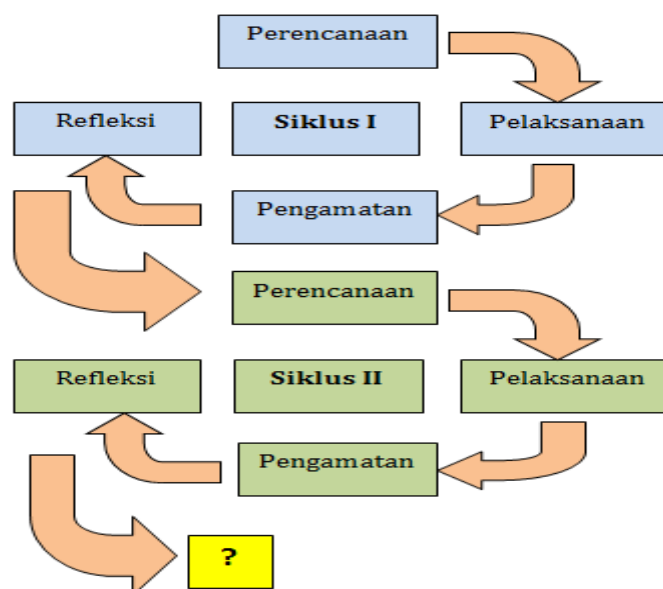 Perencanaan
Refleksi
Siklus I
Pelaksanaan
Pengamatan
Perencanaan
Refleksi
Siklus II
Pelaksanaan
Pengamatan
?